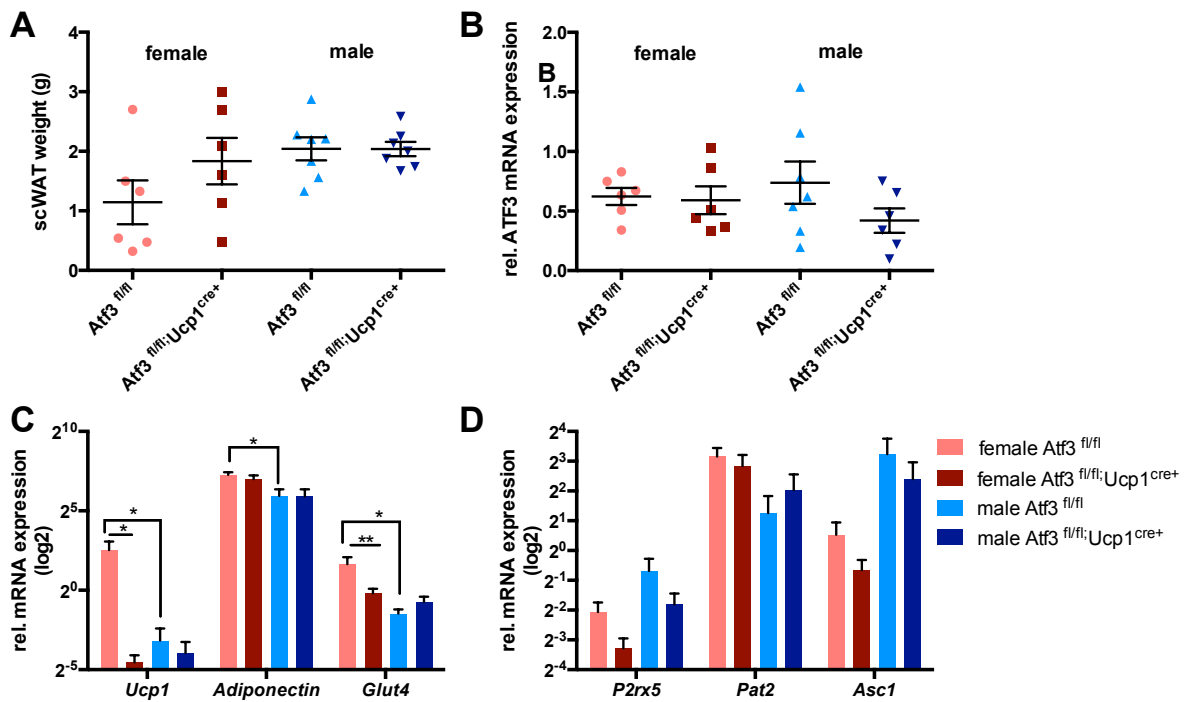 A
scWAT weight (g)
4
3
2
1
0
female
male
Atf3 fl/fl
Atf3 fl/fl;Ucp1cre+
Atf3 fl/fl
Atf3 fl/fl;Ucp1cre+
B
rel. ATF3 mRNA expression
2.0
1.5
1.0
0.5
0.0
female
male
B
Atf3 fl/fl
Atf3 fl/fl;Ucp1cre+
Atf3 fl/fl
Atf3 fl/fl;Ucp1cre+
C
rel. mRNA expression
(log2)
2^10
2^5
2^0
2^-5
*
*
*
*
**
Ucp1 Adiponectin Glut4
D
rel. mRNA expression
(log2)
2^4
2^3
2^2
2^1
2^0
2^-1
2^-2
2^-3
2^-4
P2rx5 Pat2 Asc1
female Atf3 fl/fl
female Atf3 fl/fl;Ucp1cre+
male Atf3 fl/fl
male Atf3 fl/fl;Ucp1cre+